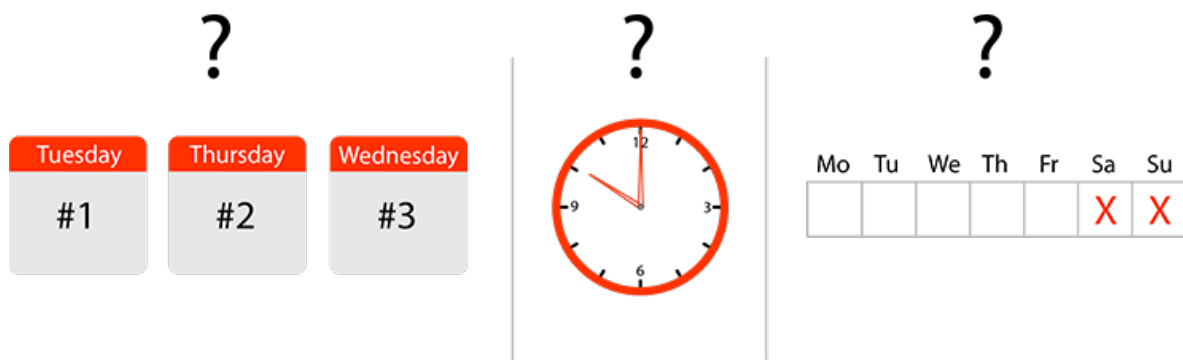 ? ? ?
Tuesday Thursday Wednesday
#1 #2 #3
12
9 3
6
Mo Tu We Th Fr Sa Su
X X